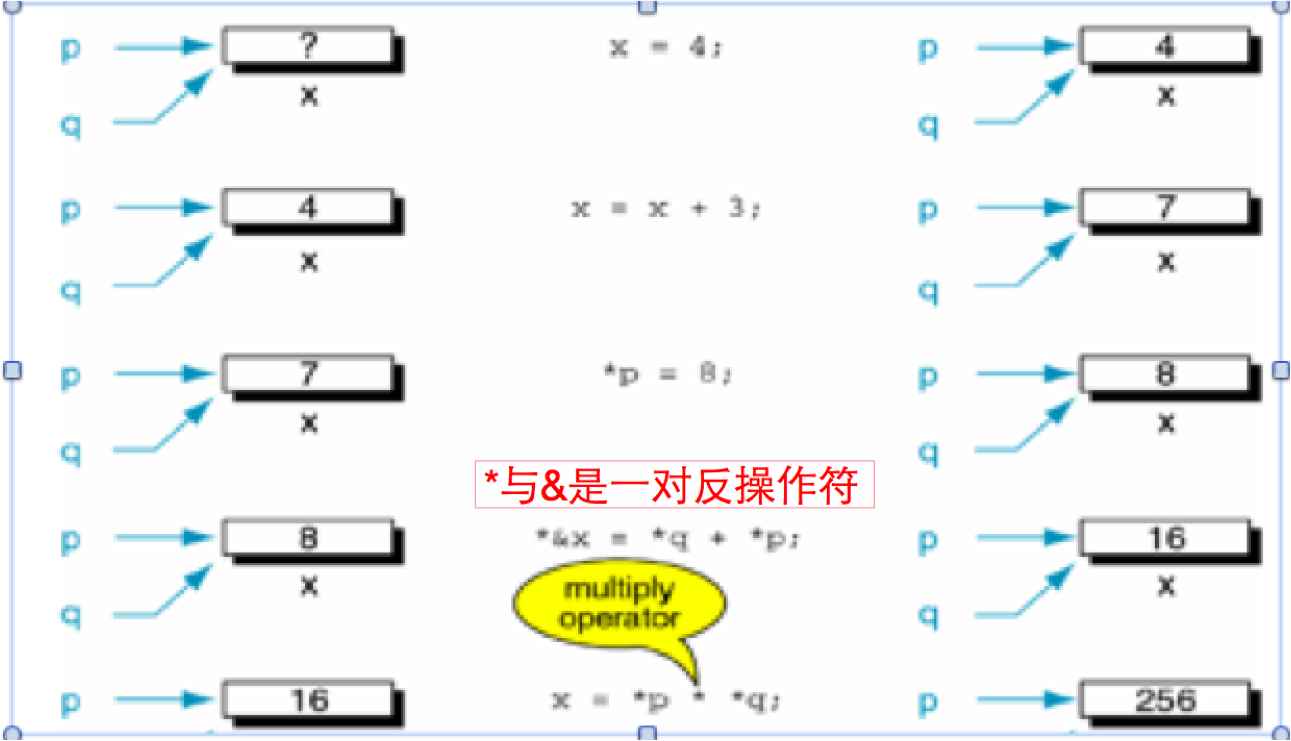 p ? x = 4; p 4
x x
q q
p 4 x = x + 3; p 7
x x
q q
p 7 *p = 8; p 8
x x
q q
*与&是一对反操作符
p 8 *&x = *q + *p; p 16
x x
q q
multiply
operator
p 16 x = *p * *q; p 256